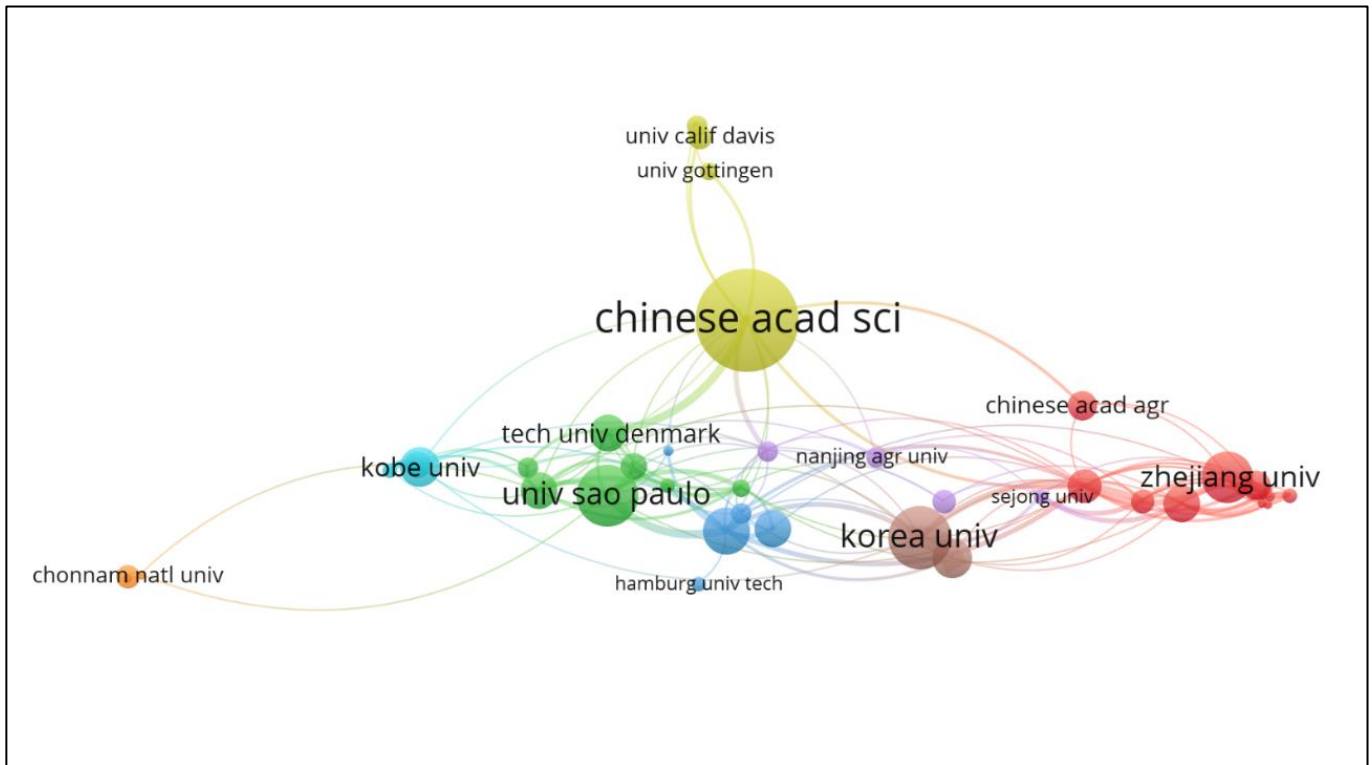 univ calif davis
univ gottingen
chinese acad sci
chinese acad agr
tech univ denmark
nanjing agr univ
kobe univ
zhejiang univ
univ sao paulo
sejong univ
korea univ
chonnam natl univ
hamburg univ tech